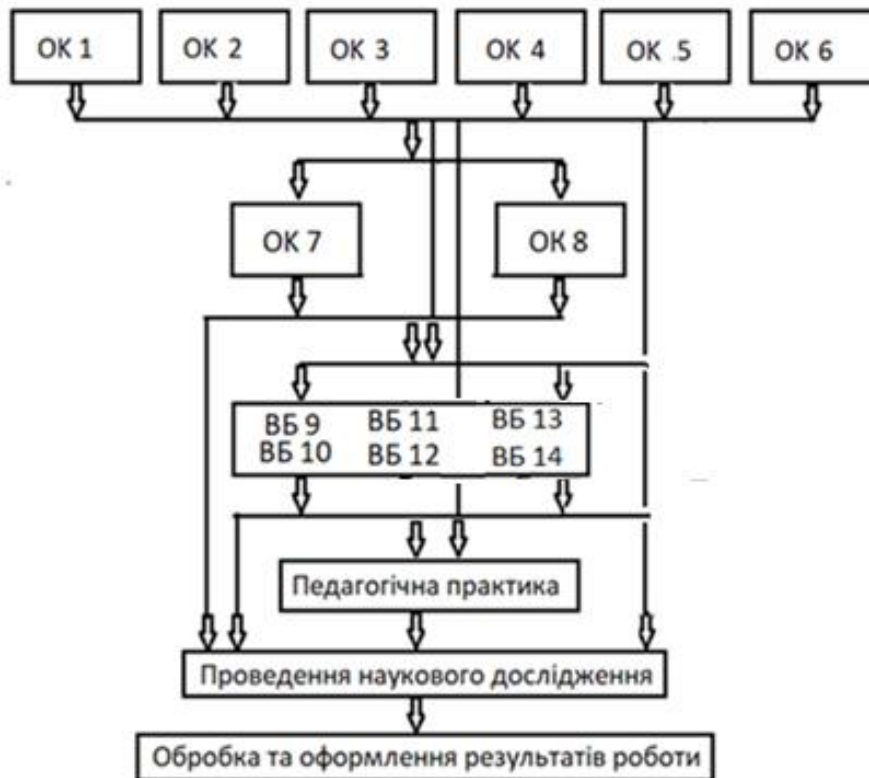 ОК 1
ОК 2
ОК 3
ОК 4
ОК .5
ОК 6
ОК 7
ОК 8
ВБ 9
ВБ 11
ВБ 13
ВБ 10
ВБ 12
ВБ 14
Педагогічна практика
Проведення наукового дослідження
Обробка та оформлення результатів роботи